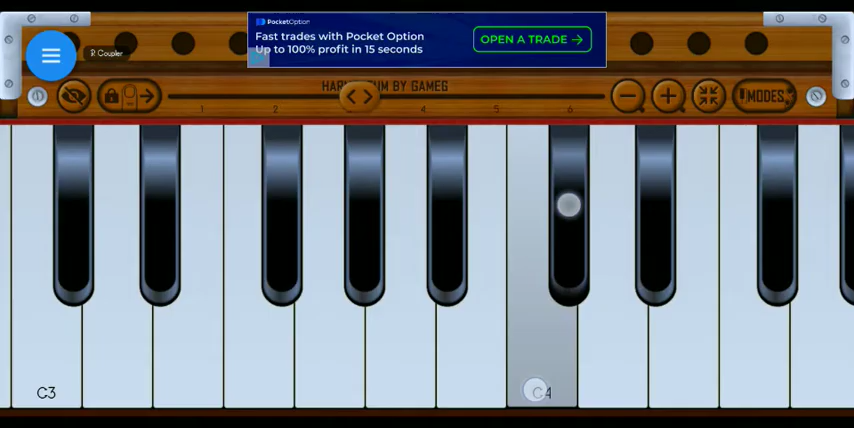 PocketOption
Fast trades with Pocket Option
Up to 100% profit in 15 seconds
OPEN A TRADE →
R Coupler
HARMONIUM BY GAMEG
MODES
1 2 4 5 6
C3
C4